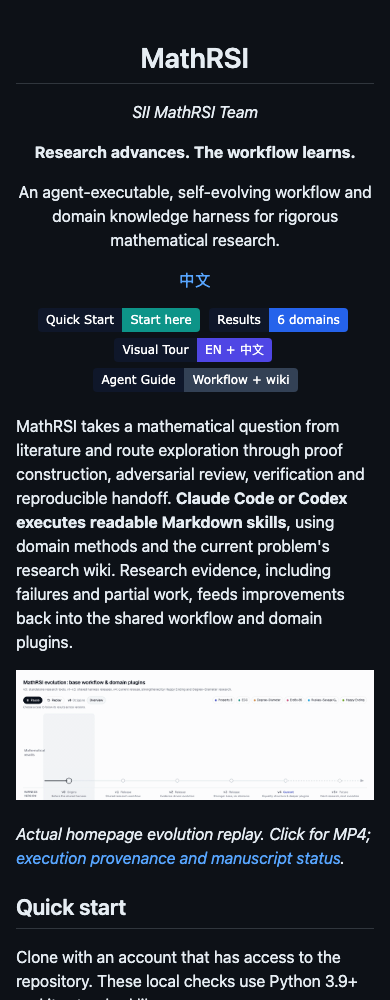 MathRSI
SII MathRSI Team
Research advances. The workflow learns.
An agent-executable, self-evolving workflow and
domain knowledge harness for rigorous
mathematical research.
中文
Quick Start Start here Results 6 domains
Visual Tour EN + 中文
Agent Guide Workflow + wiki
MathRSI takes a mathematical question from
literature and route exploration through proof
construction, adversarial review, verification and
reproducible handoff. Claude Code or Codex
executes readable Markdown skills, using
domain methods and the current problem's
research wiki. Research evidence, including
failures and partial work, feeds improvements
back into the shared workflow and domain
plugins.
MathRSI evolution: base workflow & domain plugins
Actual homepage evolution replay. Click for MP4;
execution provenance and manuscript status.
Quick start
Clone with an account that has access to the
repository. These local checks use Python 3.9+